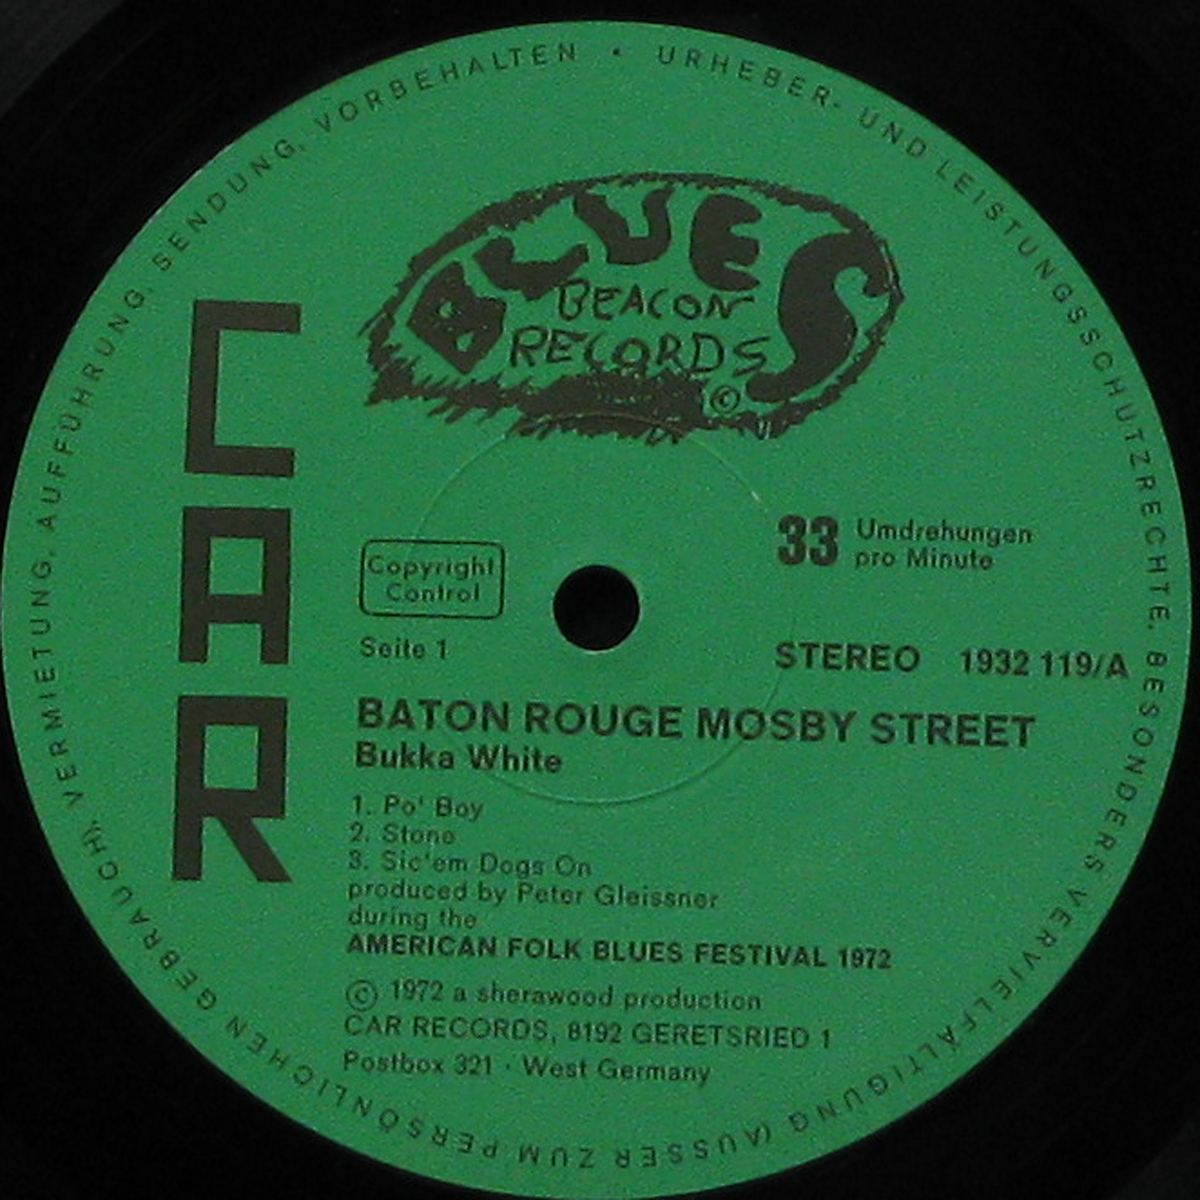 URHEBER- UND LEISTUNGSSCHUTZRECHTE, BESONDERS VERVIELFÄLTIGUNG (AUSSER ZUM PERSÖNLICHEN GEBRAUCH), VERMIETUNG, AUFFÜHRUNG, SENDUNG, VORBEHALTEN •
BLUES
BEACON
RECORDS
©
CAR
33 Umdrehungen
pro Minute
Copyright
Control
Seite 1
STEREO 1932 119/A
BATON ROUGE MOSBY STREET
Bukka White
1. Po' Boy
2. Stone
3. Sic'em Dogs On
produced by Peter Gleissner
during the
AMERICAN FOLK BLUES FESTIVAL 1972
© 1972 a sherawood production
CAR RECORDS, 8192 GERETSRIED 1
Postbox 321 · West Germany